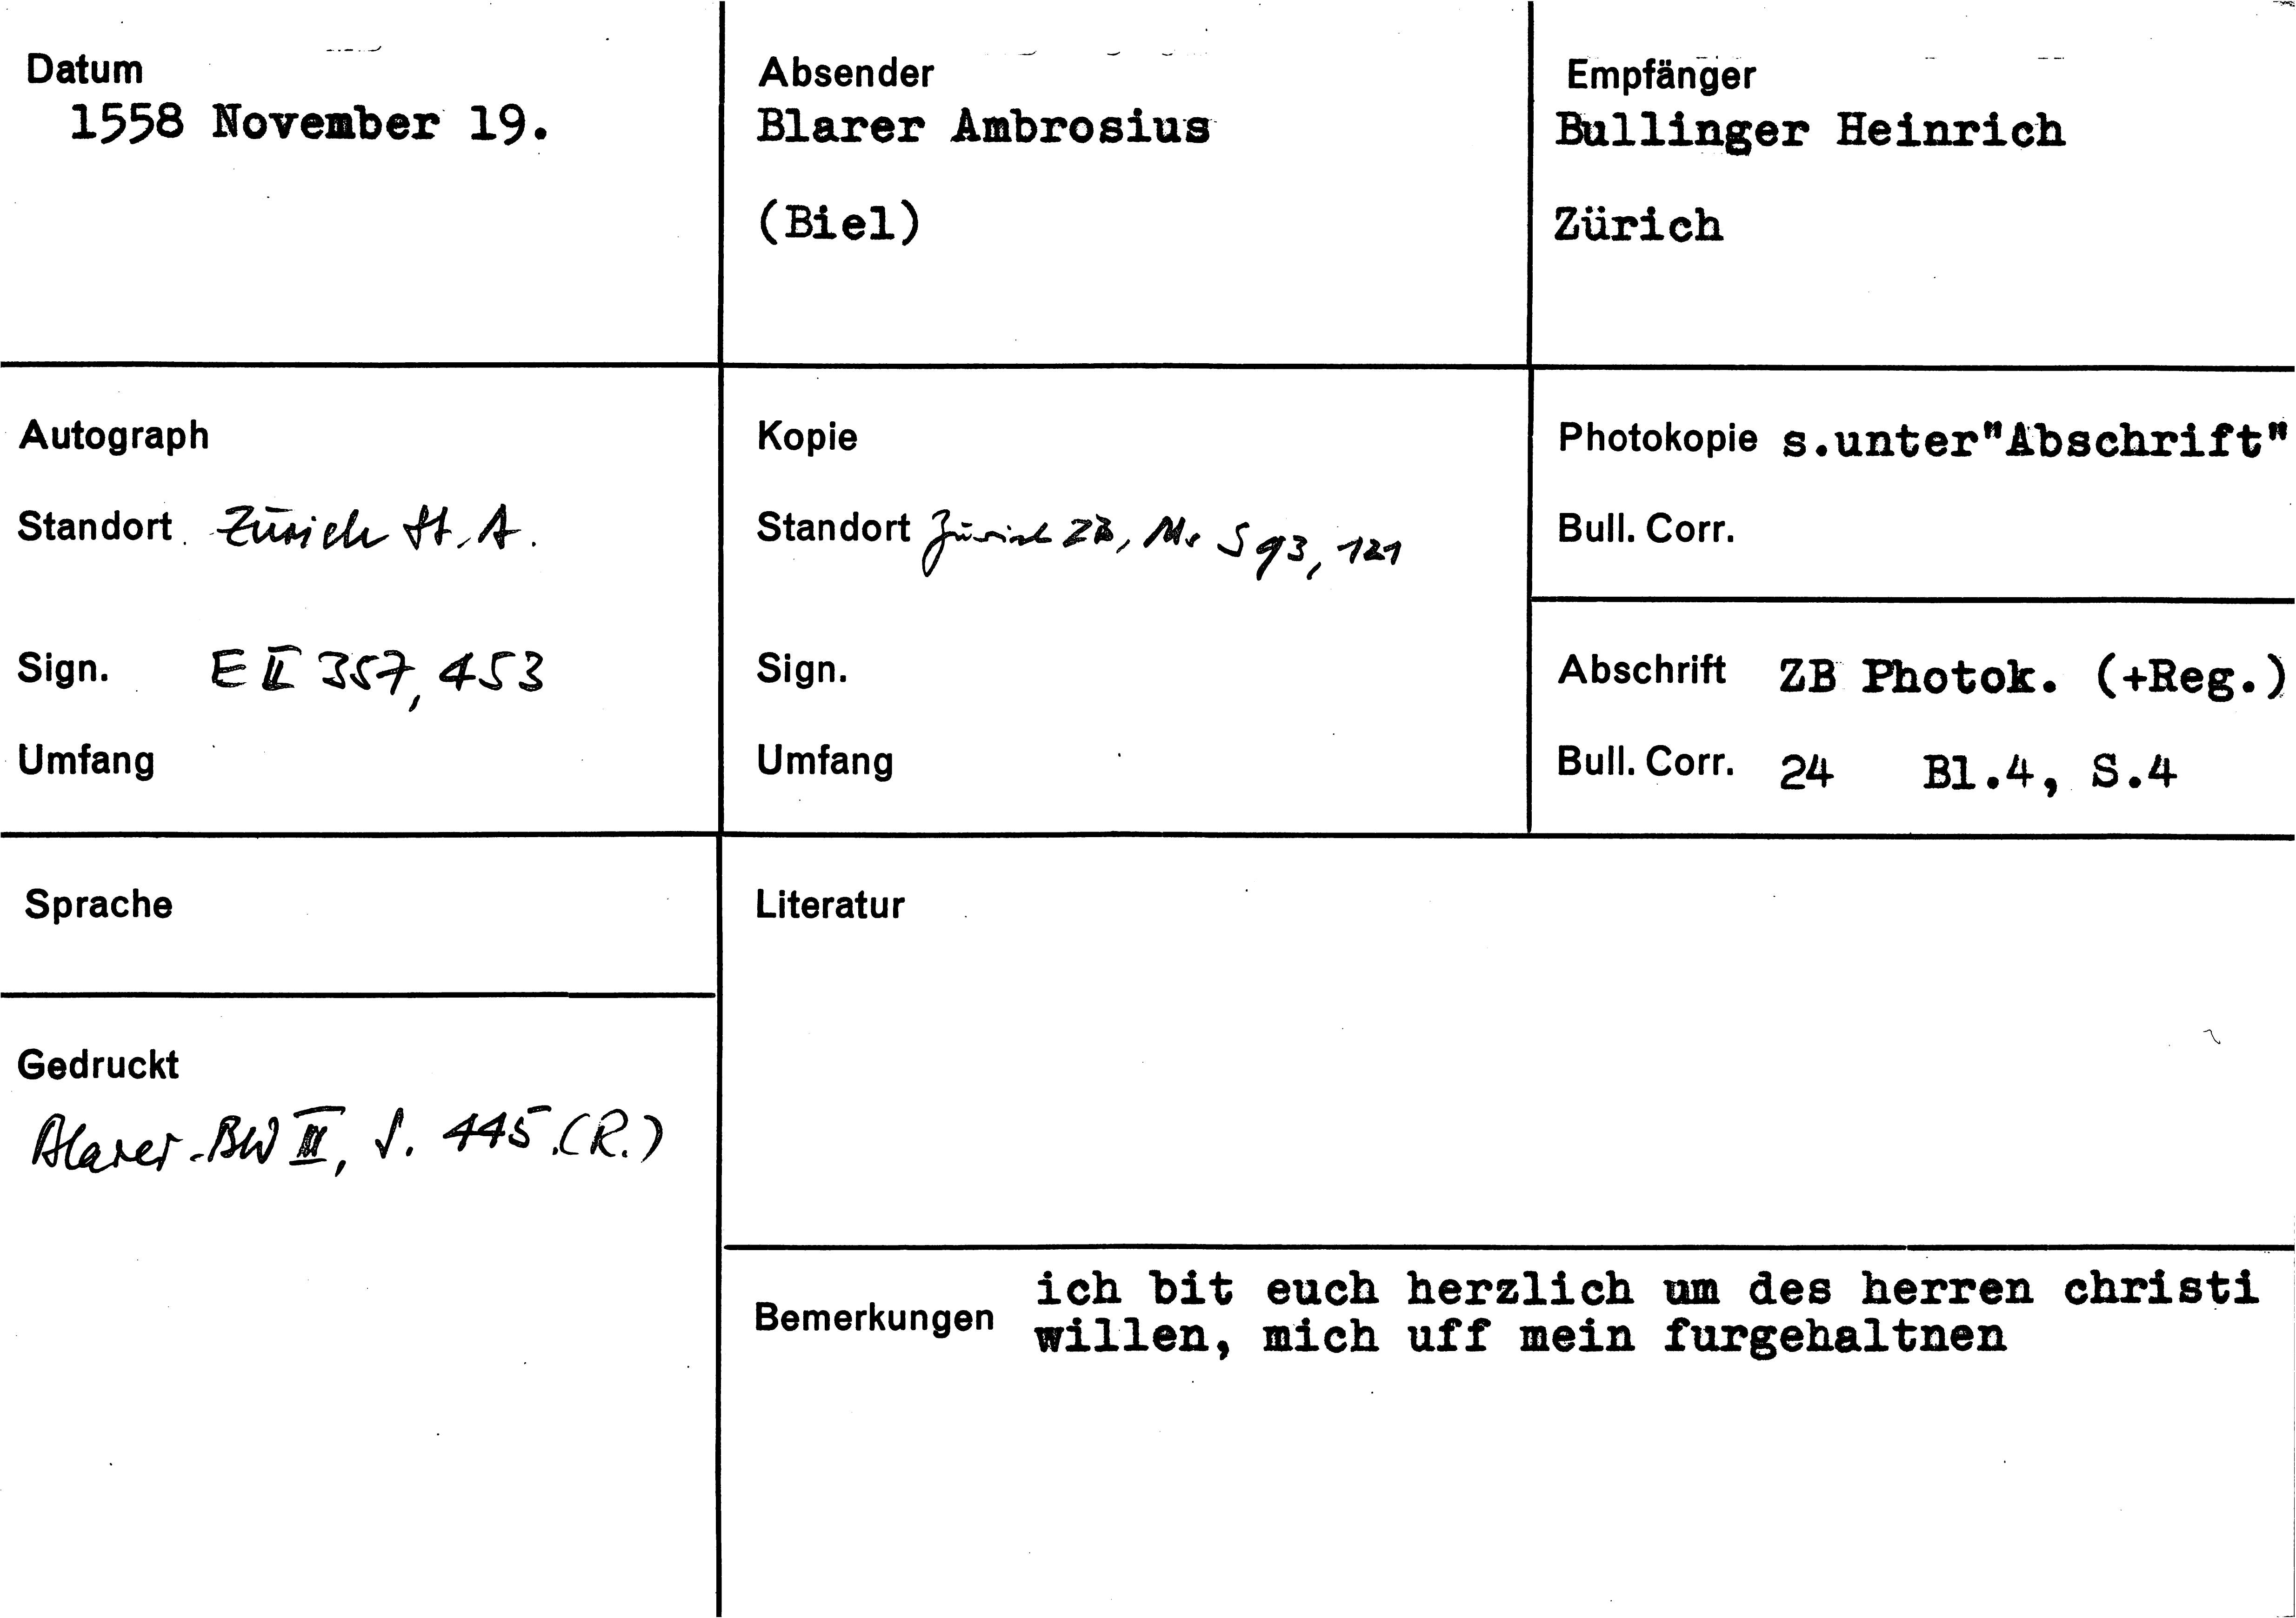 Datum
1558 November 19.
Absender
Blarer Ambrosius
(Biel)
Empfänger
Bullinger Heinrich
Zürich
Autograph
Standort Zürich St. A.
Sign. E II 357, 453
Umfang
Kopie
Standort Zürich ZB, Ms S 93, 121
Sign.
Umfang
Photokopie s.unter"Abschrift"
Bull. Corr.
Abschrift ZB Photok. (+Reg.)
Bull. Corr. 24 Bl.4, S.4
Sprache
Gedruckt
Blarer-BW III, S. 445.(R.)
Literatur
Bemerkungen
ich bit euch herzlich um des herren christi
willen, mich uff mein furgehaltnen